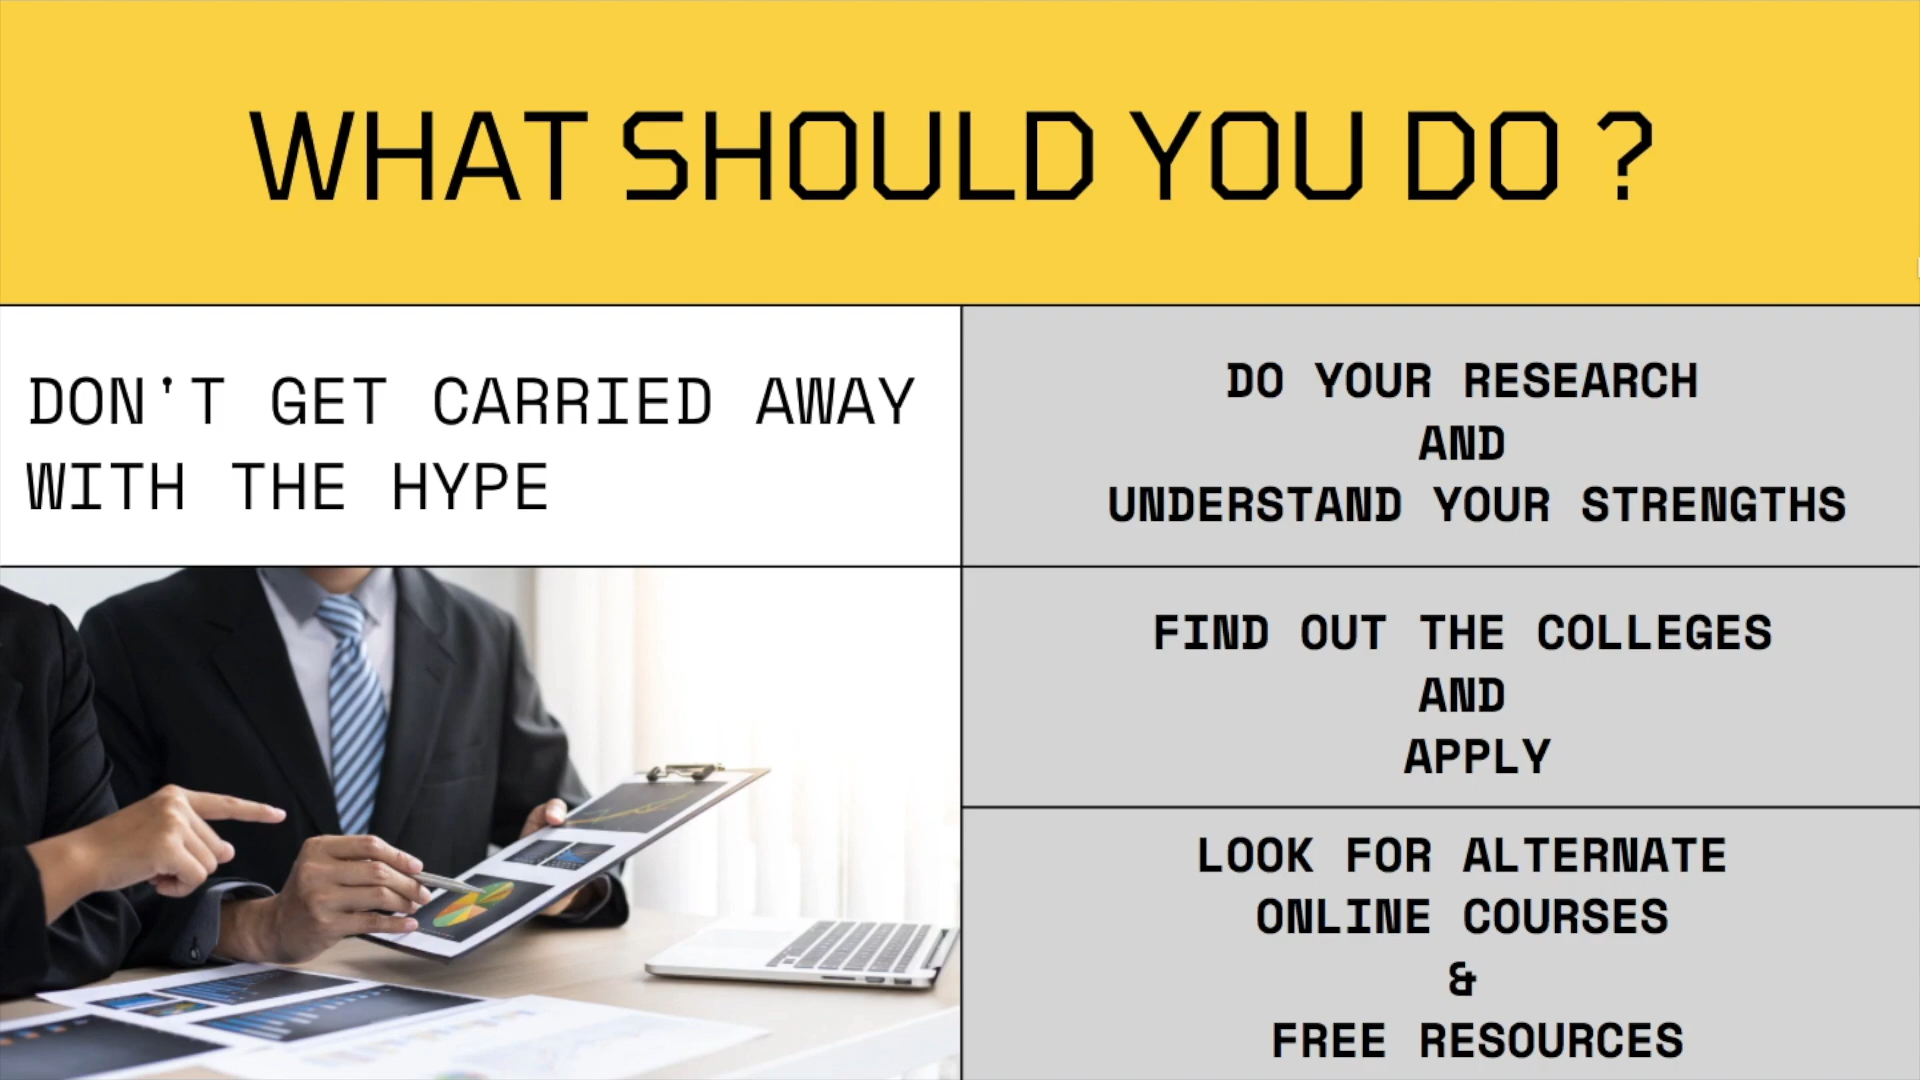 WHAT SHOULD YOU DO ?
DON'T GET CARRIED AWAY
WITH THE HYPE
DO YOUR RESEARCH
AND
UNDERSTAND YOUR STRENGTHS
FIND OUT THE COLLEGES
AND
APPLY
LOOK FOR ALTERNATE
ONLINE COURSES
&
FREE RESOURCES